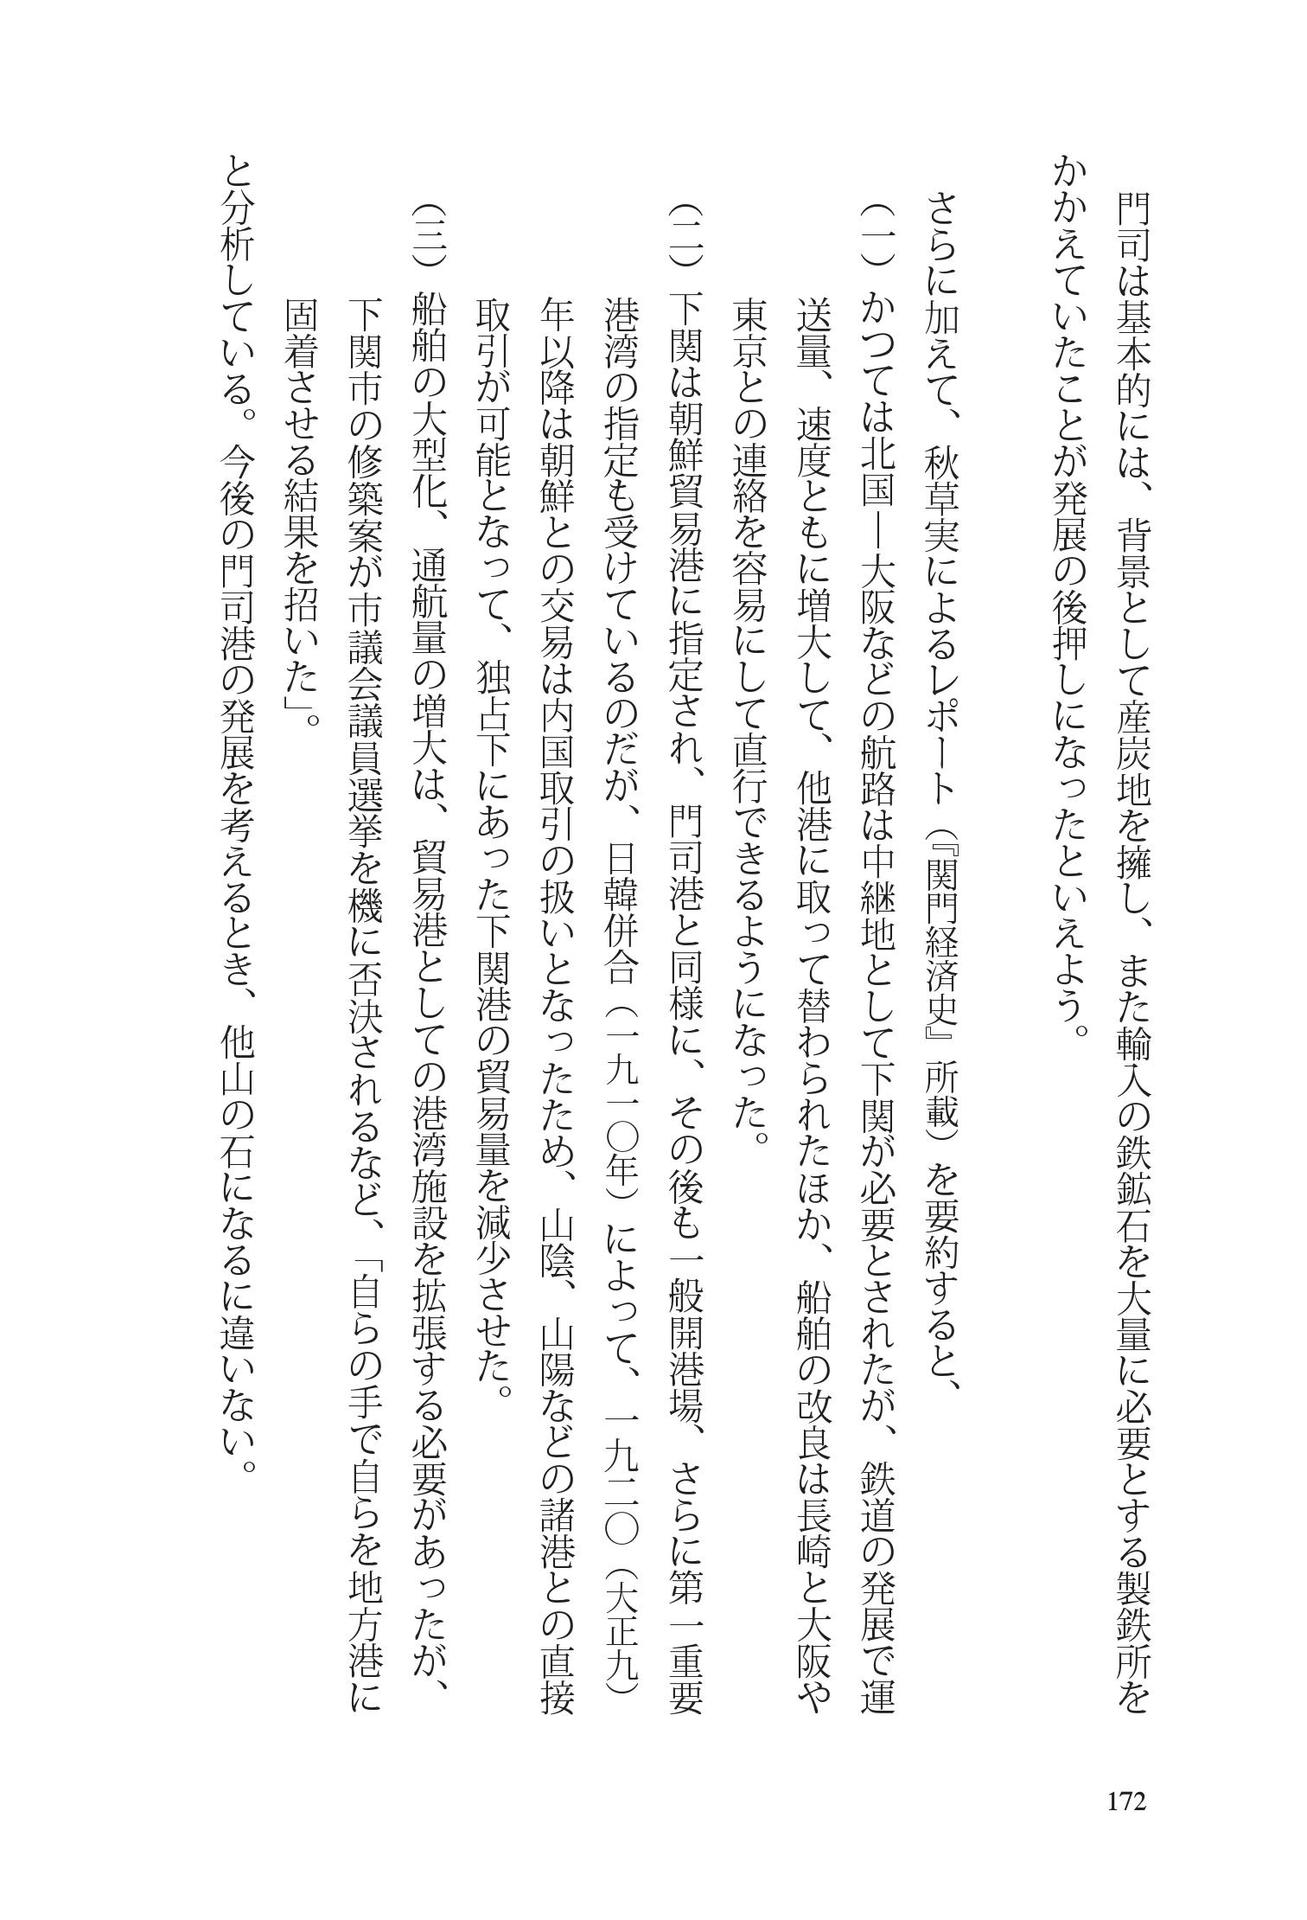 門司は基本的には、背景として産炭地を擁し、また輸入の鉄鉱石を大量に必要とする製鉄所を
かかえていたことが発展の後押しになったといえよう。
さらに加えて、秋草実によるレポート（『関門経済史』所載）を要約すると、
（一）かつては北国―大阪などの航路は中継地として下関が必要とされたが、鉄道の発展で運
送量、速度ともに増大して、他港に取って替わられたほか、船舶の改良は長崎と大阪や
東京との連絡を容易にして直行できるようになった。
（二）下関は朝鮮貿易港に指定され、門司港と同様に、その後も一般開港場、さらに第一重要
港湾の指定も受けているのだが、日韓併合（一九一〇年）によって、一九二〇（大正九）
年以降は朝鮮との交易は内国取引の扱いとなったため、山陰、山陽などの諸港との直接
取引が可能となって、独占下にあった下関港の貿易量を減少させた。
（三）船舶の大型化、通航量の増大は、貿易港としての港湾施設を拡張する必要があったが、
下関市の修築案が市議会議員選挙を機に否決されるなど、「自らの手で自らを地方港に
固着させる結果を招いた」。
と分析している。今後の門司港の発展を考えるとき、他山の石になるに違いない。
172